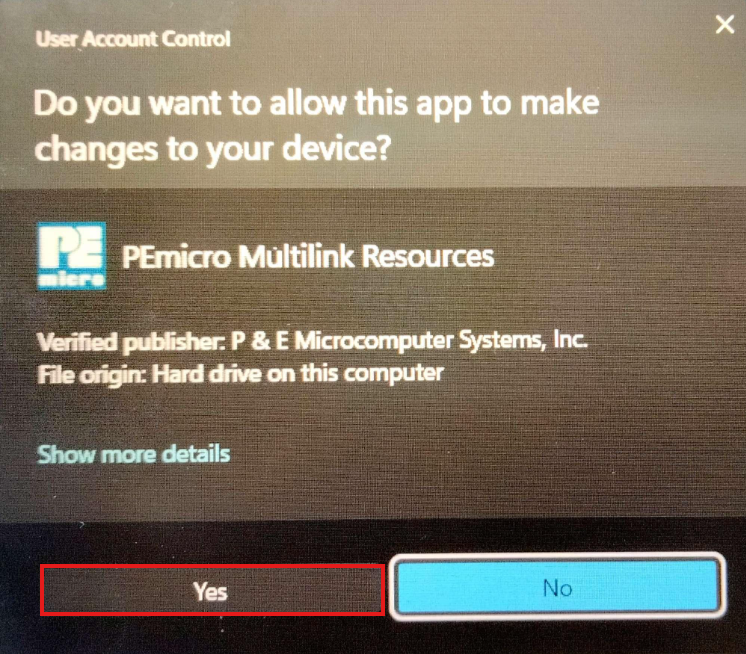 User Account Control
Do you want to allow this app to make
changes to your device?
PE
micro
PEmicro Multilink Resources
Verified publisher: P & E Microcomputer Systems, Inc.
File origin: Hard drive on this computer
Show more details
Yes
No